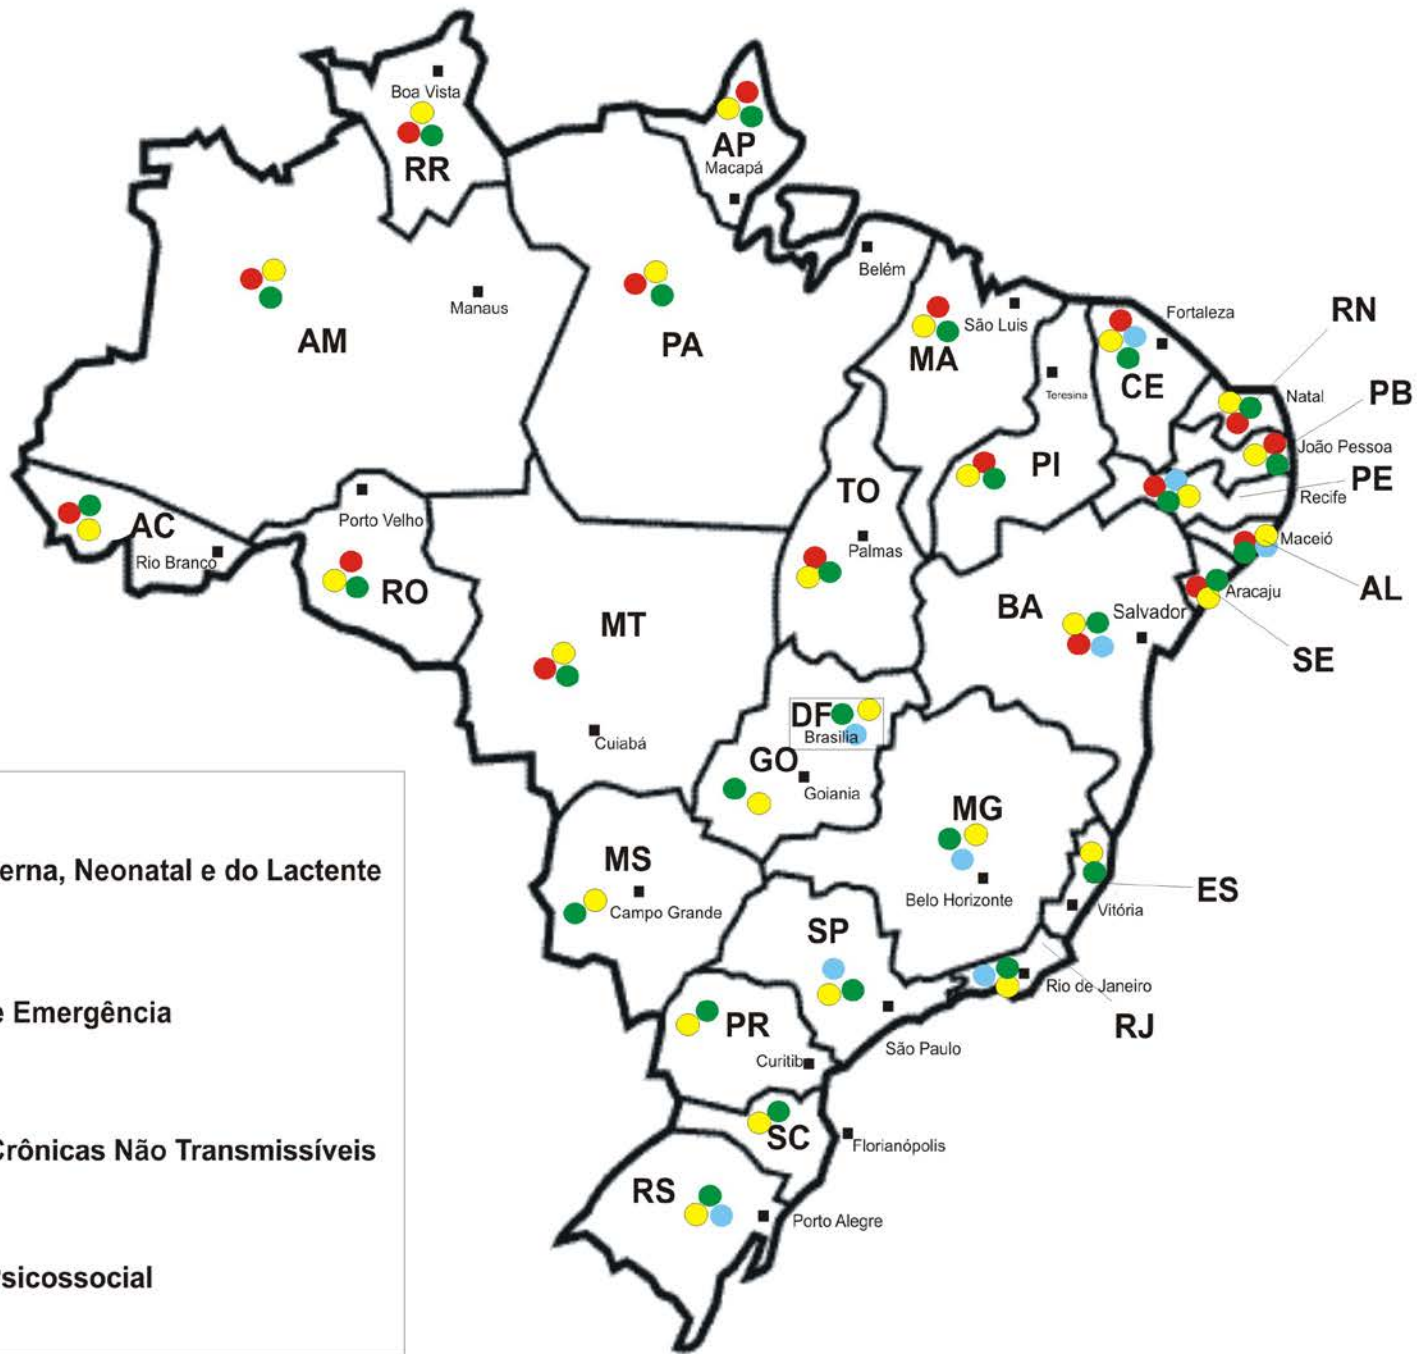 Boa Vista
RR
AP
Macapá
Belém
Manaus
AM
PA
São Luis
MA
Fortaleza
CE
Teresina
RN
Natal
PB
João Pessoa
PI
PE
Recife
TO
Palmas
Maceió
AL
Aracaju
SE
BA
Salvador
AC
Rio Branco
Porto Velho
RO
MT
Cuiabá
DF
Brasilia
GO
Goiania
MG
Belo Horizonte
ES
Vitória
MS
Campo Grande
SP
São Paulo
Rio de Janeiro
RJ
PR
Curitib
SC
Florianópolis
RS
Porto Alegre
erna, Neonatal e do Lactente
e Emergência
Crônicas Não Transmissíveis
Psicossocial